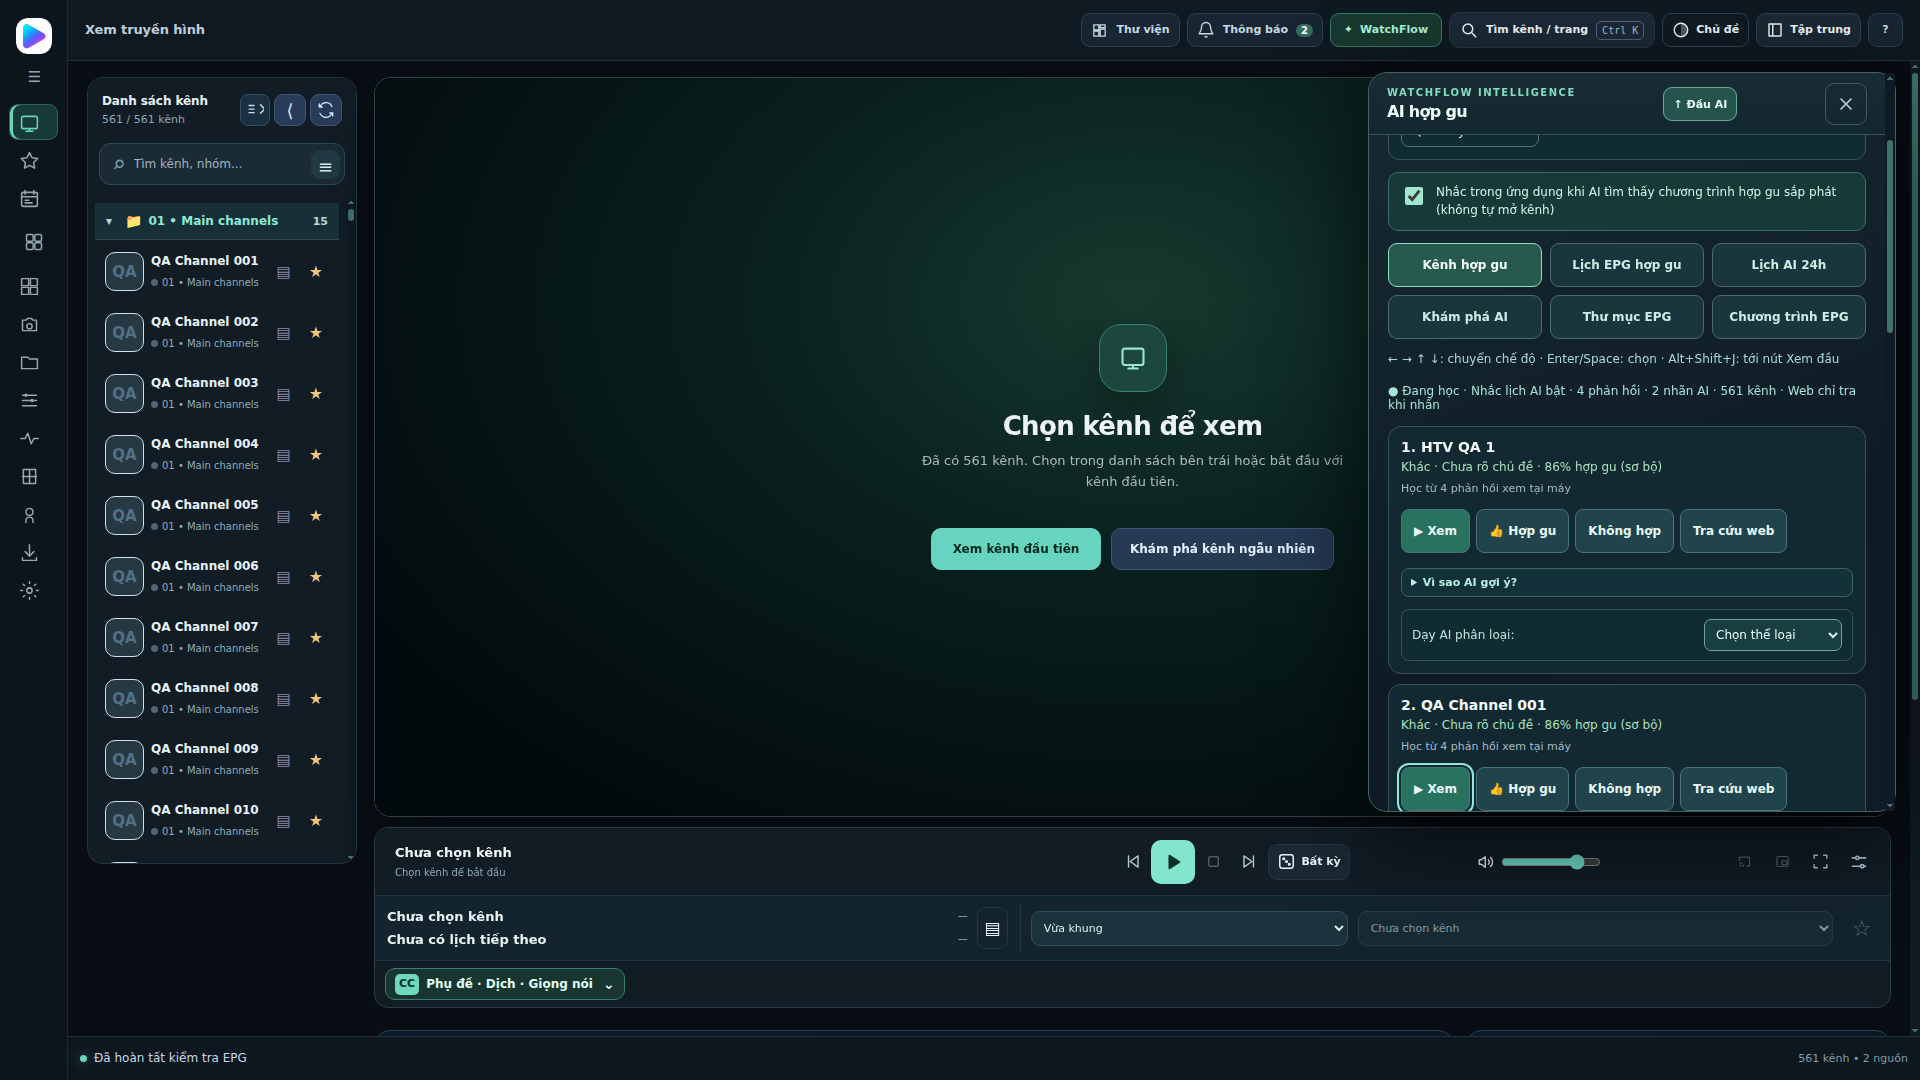 Xem truyền hình
Thư viện
Thông báo 2
✦ WatchFlow
Tìm kênh / trang Ctrl K
Chủ đề
Tập trung
?
Danh sách kênh
561 / 561 kênh
Tìm kênh, nhóm...
01 • Main channels 15
QA QA Channel 001
01 • Main channels
QA QA Channel 002
01 • Main channels
QA QA Channel 003
01 • Main channels
QA QA Channel 004
01 • Main channels
QA QA Channel 005
01 • Main channels
QA QA Channel 006
01 • Main channels
QA QA Channel 007
01 • Main channels
QA QA Channel 008
01 • Main channels
QA QA Channel 009
01 • Main channels
QA QA Channel 010
01 • Main channels
Chọn kênh để xem
Đã có 561 kênh. Chọn trong danh sách bên trái hoặc bắt đầu với
kênh đầu tiên.
Xem kênh đầu tiên
Khám phá kênh ngẫu nhiên
WATCHFLOW INTELLIGENCE
AI hợp gu
↑ Đầu AI
Nhắc trong ứng dụng khi AI tìm thấy chương trình hợp gu sắp phát
(không tự mở kênh)
Kênh hợp gu
Lịch EPG hợp gu
Lịch AI 24h
Khám phá AI
Thư mục EPG
Chương trình EPG
← → ↑ ↓: chuyển chế độ · Enter/Space: chọn · Alt+Shift+J: tới nút Xem đầu
● Đang học · Nhắc lịch AI bật · 4 phản hồi · 2 nhãn AI · 561 kênh · Web chỉ tra
khi nhấn
1. HTV QA 1
Khác · Chưa rõ chủ đề · 86% hợp gu (sơ bộ)
Học từ 4 phản hồi xem tại máy
▶ Xem
👍 Hợp gu
Không hợp
Tra cứu web
▶ Vì sao AI gợi ý?
Dạy AI phân loại:
Chọn thể loại
2. QA Channel 001
Khác · Chưa rõ chủ đề · 86% hợp gu (sơ bộ)
Học từ 4 phản hồi xem tại máy
▶ Xem
👍 Hợp gu
Không hợp
Tra cứu web
Chưa chọn kênh
Chọn kênh để bắt đầu
Bất kỳ
Chưa chọn kênh —
Chưa có lịch tiếp theo —
Vừa khung
Chưa chọn kênh
CC Phụ đề · Dịch · Giọng nói
Đã hoàn tất kiểm tra EPG
561 kênh • 2 nguồn